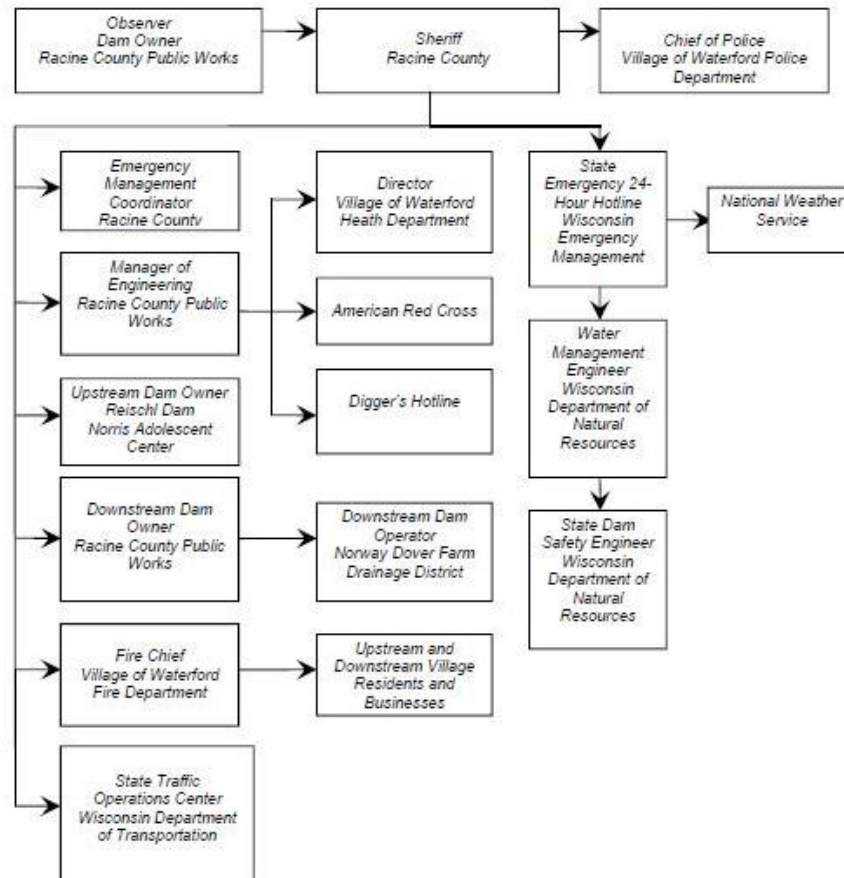 Observer
Dam Owner
Racine County Public Works
Sheriff
Racine County
Chief of Police
Village of Waterford Police
Department
Emergency
Management
Coordinator
Racine County
Director
Village of Waterford
Heath Department
State
Emergency 24-
Hour Hotline
Wisconsin
Emergency
Management
National Weather
Service
Manager of
Engineering
Racine County Public
Works
American Red Cross
Water
Management
Engineer
Wisconsin
Department of
Natural
Resources
Upstream Dam Owner
Reischl Dam
Norris Adolescent
Center
Digger's Hotline
Downstream Dam
Owner
Racine County Public
Works
Downstream Dam
Operator
Norway Dover Farm
Drainage District
State Dam
Safety Engineer
Wisconsin
Department of
Natural
Resources
Fire Chief
Village of Waterford
Fire Department
Upstream and
Downstream Village
Residents and
Businesses
State Traffic
Operations Center
Wisconsin Department
of Transportation